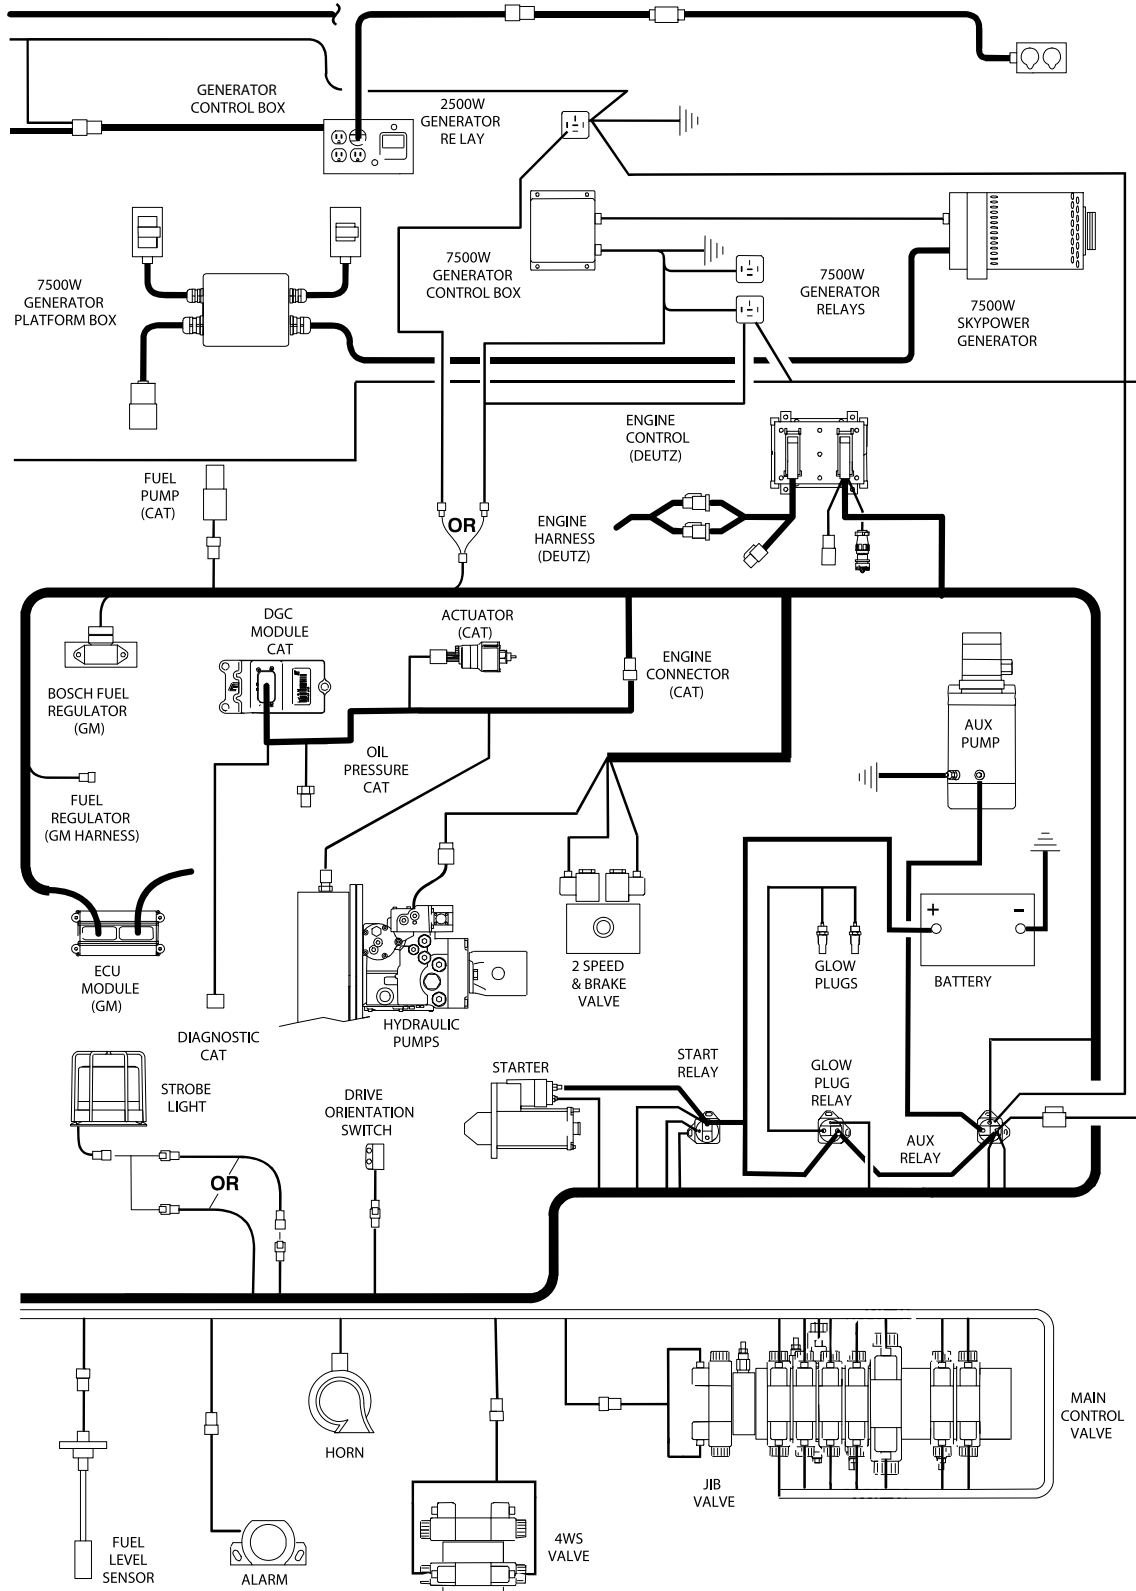 GENERATOR
CONTROL BOX
2500W
GENERATOR
RE LAY
7500W
GENERATOR
PLATFORM BOX
7500W
GENERATOR
CONTROL BOX
7500W
GENERATOR
RELAYS
7500W
SKYPOWER
GENERATOR
ENGINE
CONTROL
(DEUTZ)
FUEL
PUMP
(CAT)
OR
ENGINE
HARNESS
(DEUTZ)
DGC
MODULE
CAT
ACTUATOR
(CAT)
ENGINE
CONNECTOR
(CAT)
BOSCH FUEL
REGULATOR
(GM)
AUX
PUMP
OIL
PRESSURE
CAT
FUEL
REGULATOR
(GM HARNESS)
+
-
ECU
MODULE
(GM)
2 SPEED
& BRAKE
VALVE
GLOW
PLUGS
BATTERY
DIAGNOSTIC
CAT
HYDRAULIC
PUMPS
STROBE
LIGHT
DRIVE
ORIENTATION
SWITCH
STARTER
START
RELAY
GLOW
PLUG
RELAY
AUX
RELAY
OR
HORN
MAIN
CONTROL
VALVE
JIB
VALVE
FUEL
LEVEL
SENSOR
ALARM
4WS
VALVE